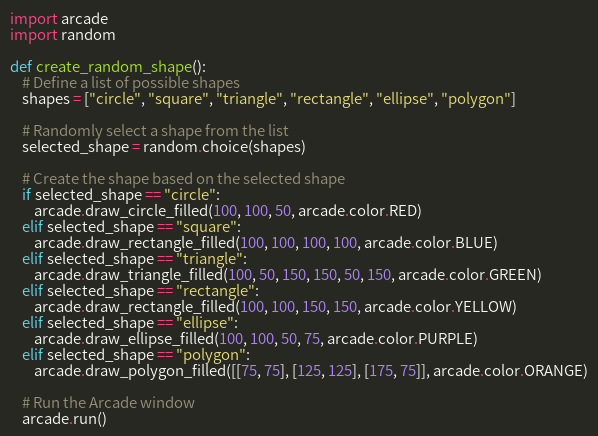 import arcade
import random

def create_random_shape():
    # Define a list of possible shapes
    shapes = ["circle", "square", "triangle", "rectangle", "ellipse", "polygon"]

    # Randomly select a shape from the list
    selected_shape = random.choice(shapes)

    # Create the shape based on the selected shape
    if selected_shape == "circle":
        arcade.draw_circle_filled(100, 100, 50, arcade.color.RED)
    elif selected_shape == "square":
        arcade.draw_rectangle_filled(100, 100, 100, 100, arcade.color.BLUE)
    elif selected_shape == "triangle":
        arcade.draw_triangle_filled(100, 50, 150, 150, 50, 150, arcade.color.GREEN)
    elif selected_shape == "rectangle":
        arcade.draw_rectangle_filled(100, 100, 150, 150, arcade.color.YELLOW)
    elif selected_shape == "ellipse":
        arcade.draw_ellipse_filled(100, 100, 50, 75, arcade.color.PURPLE)
    elif selected_shape == "polygon":
        arcade.draw_polygon_filled([[75, 75], [125, 125], [175, 75]], arcade.color.ORANGE)

    # Run the Arcade window
    arcade.run()